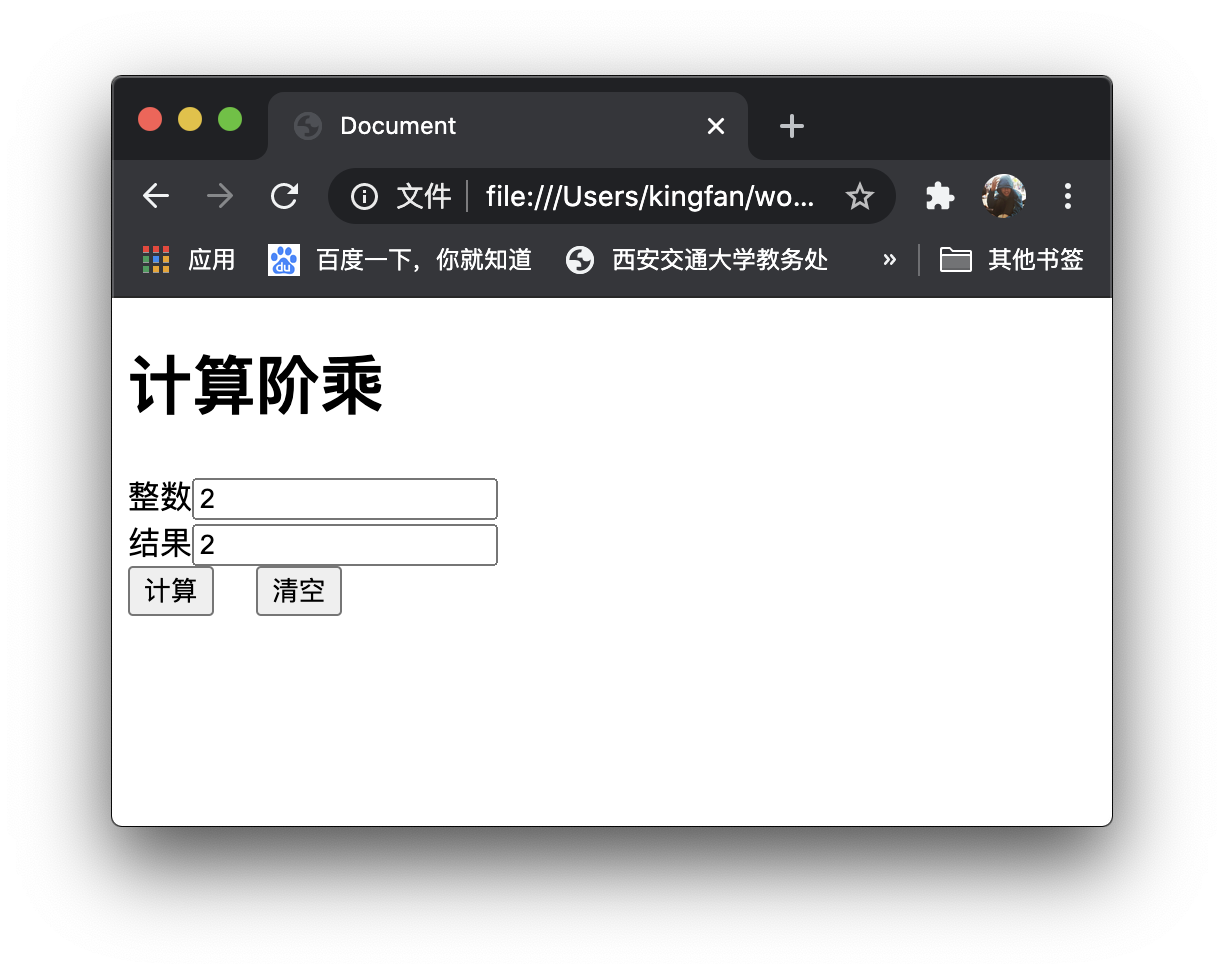 Document
文件 file:///Users/kingfan/wo...
应用 du 百度一下，你就知道 西安交通大学教务处 » 其他书签
计算阶乘
整数 2
结果 2
计算 清空